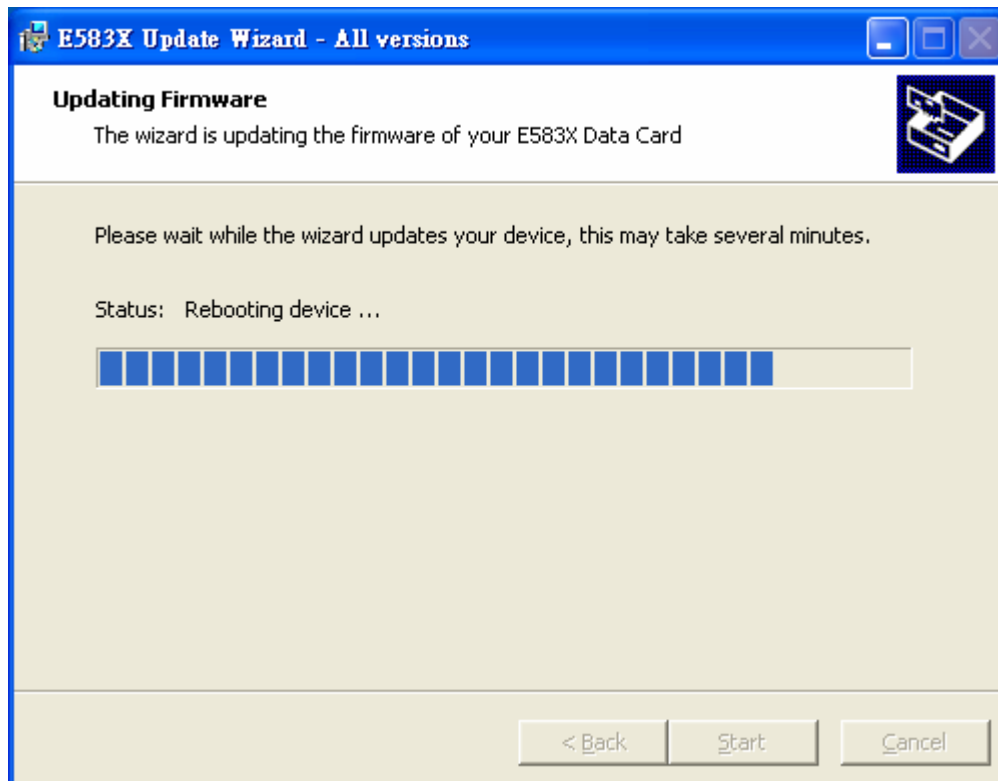 E583X Update Wizard - All versions
Updating Firmware
The wizard is updating the firmware of your E583X Data Card
Please wait while the wizard updates your device, this may take several minutes.
Status: Rebooting device ...
< Back Start Cancel